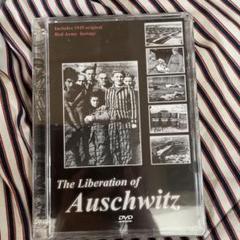 Includes 1945 original
Red Army footage
The Liberation of
Auschwitz
DVD